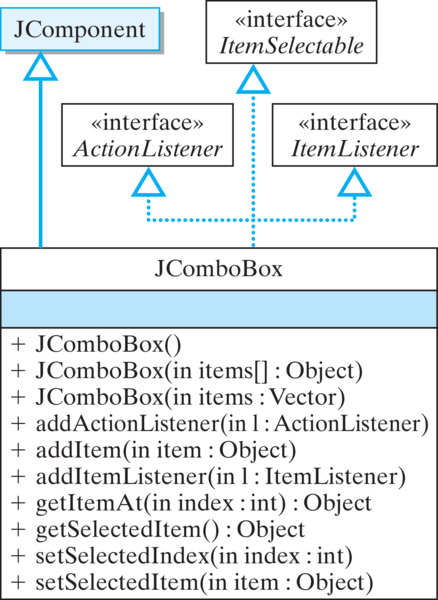 JComponent
«interface»
ItemSelectable
«interface»
ActionListener
«interface»
ItemListener
JComboBox
+ JComboBox()
+ JComboBox(in items[] : Object)
+ JComboBox(in items : Vector)
+ addActionListener(in l : ActionListener)
+ addItem(in item : Object)
+ addItemListener(in l : ItemListener)
+ getItemAt(in index : int) : Object
+ getSelectedItem() : Object
+ setSelectedIndex(in index : int)
+ setSelectedItem(in item : Object)